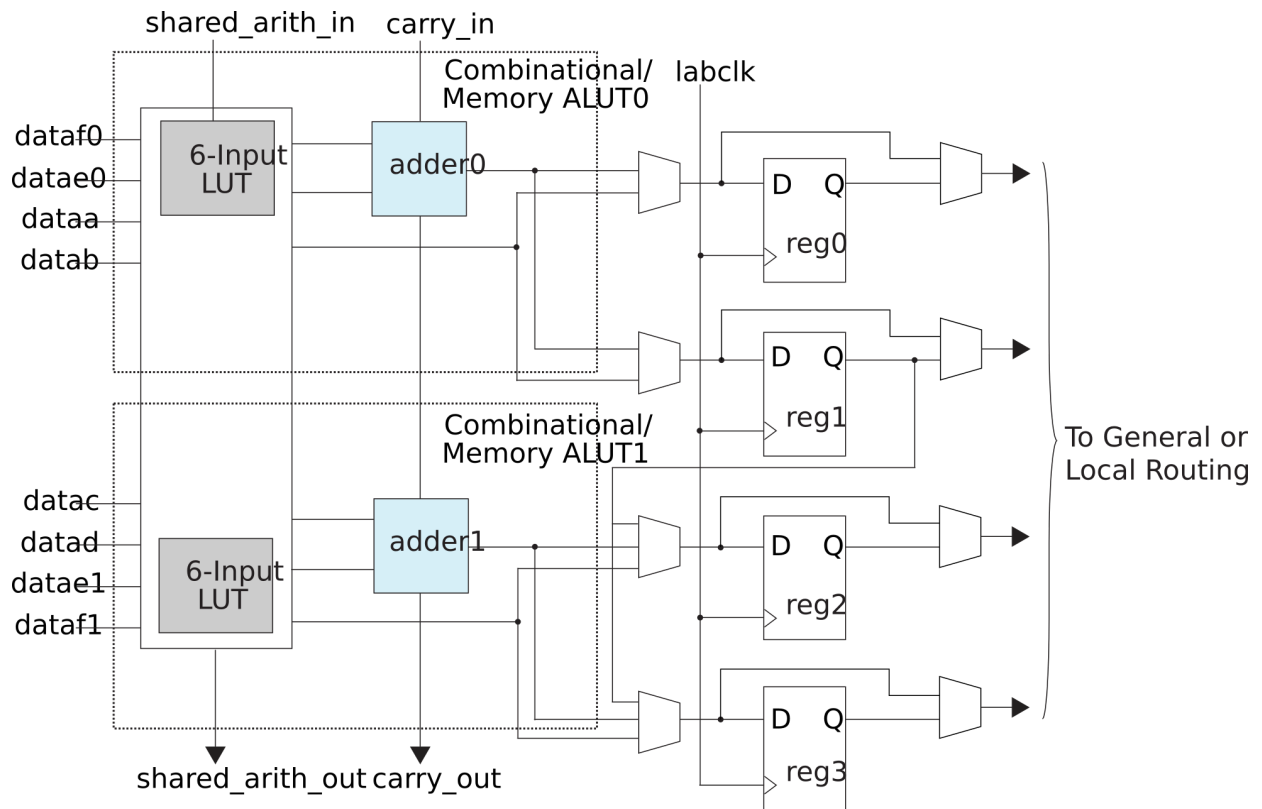 shared_arith_in
carry_in
Combinational/
Memory ALUT0
labclk
dataf0
datae0
dataa
datab
6-Input
LUT
adder0
D Q
reg0
D Q
reg1
Combinational/
Memory ALUT1
To General or
Local Routing
datac
datad
datae1
dataf1
6-Input
LUT
adder1
D Q
reg2
D Q
reg3
shared_arith_out
carry_out